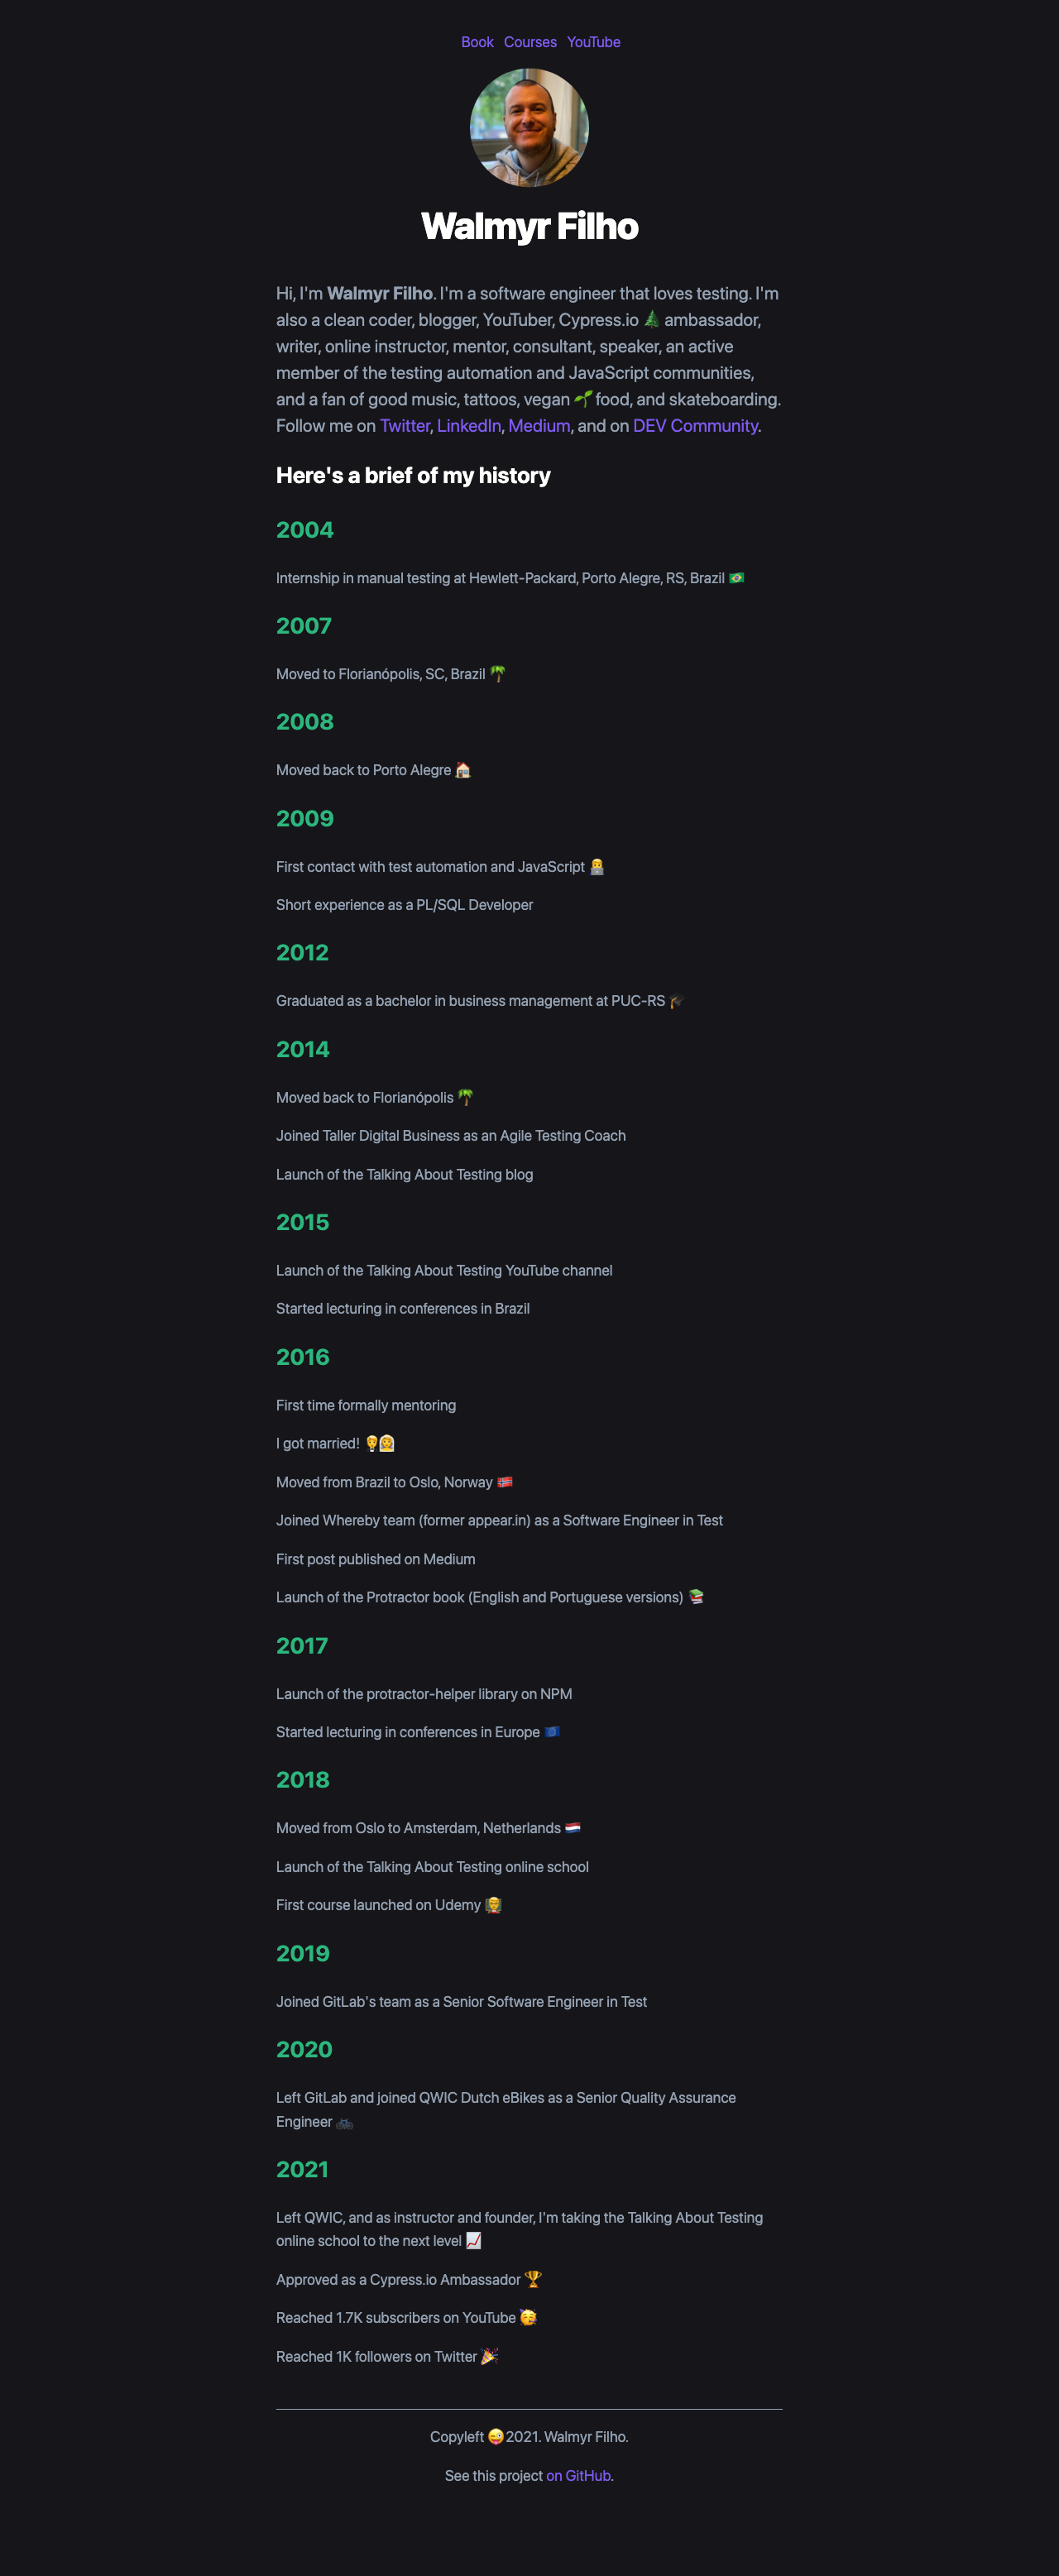 Book Courses YouTube
Walmyr Filho
Hi, I'm Walmyr Filho. I'm a software engineer that loves testing. I'm
also a clean coder, blogger, YouTuber, Cypress.io 🌲 ambassador,
writer, online instructor, mentor, consultant, speaker, an active
member of the testing automation and JavaScript communities,
and a fan of good music, tattoos, vegan 🌱 food, and skateboarding.
Follow me on Twitter, LinkedIn, Medium, and on DEV Community.
Here's a brief of my history
2004
Internship in manual testing at Hewlett-Packard, Porto Alegre, RS, Brazil 🇧🇷
2007
Moved to Florianópolis, SC, Brazil 🌴
2008
Moved back to Porto Alegre 🏠
2009
First contact with test automation and JavaScript 👨‍💻
Short experience as a PL/SQL Developer
2012
Graduated as a bachelor in business management at PUC-RS 🎓
2014
Moved back to Florianópolis 🌴
Joined Taller Digital Business as an Agile Testing Coach
Launch of the Talking About Testing blog
2015
Launch of the Talking About Testing YouTube channel
Started lecturing in conferences in Brazil
2016
First time formally mentoring
I got married! 🤵👰
Moved from Brazil to Oslo, Norway 🇳🇴
Joined Whereby team (former appear.in) as a Software Engineer in Test
First post published on Medium
Launch of the Protractor book (English and Portuguese versions) 📚
2017
Launch of the protractor-helper library on NPM
Started lecturing in conferences in Europe 🇪🇺
2018
Moved from Oslo to Amsterdam, Netherlands 🇳🇱
Launch of the Talking About Testing online school
First course launched on Udemy 👨‍🏫
2019
Joined GitLab's team as a Senior Software Engineer in Test
2020
Left GitLab and joined QWIC Dutch eBikes as a Senior Quality Assurance
Engineer 🚲
2021
Left QWIC, and as instructor and founder, I'm taking the Talking About Testing
online school to the next level 📈
Approved as a Cypress.io Ambassador 🏆
Reached 1.7K subscribers on YouTube 🥳
Reached 1K followers on Twitter 🎉
Copyleft 😜 2021. Walmyr Filho.
See this project on GitHub.